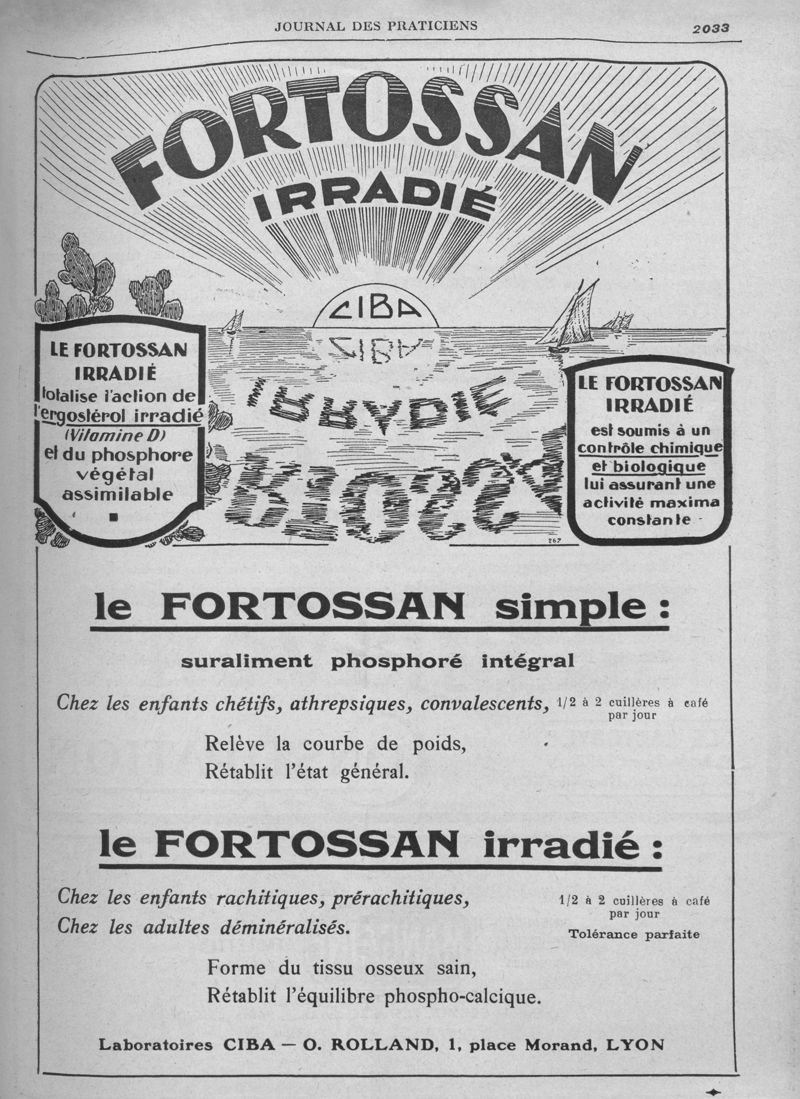 JOURNAL DES PRATICIENS
2033
FORTOSSAN
IRRADIÉ
CIBA
CIBA
IRRADIÉ
LE FORTOSSAN
IRRADIÉ
totalise l'action de
l'ergostérol irradié
(Vitamine D)
et du phosphore
végétal
assimilable
LE FORTOSSAN
IRRADIÉ
est soumis à un
contrôle chimique
et biologique
lui assurant une
activité maxima
constante
267
le FORTOSSAN simple :
suraliment phosphoré intégral
Chez les enfants chétifs, athrepsiques, convalescents, 1/2 à 2 cuillères à café
par jour
Relève la courbe de poids,
Rétablit l'état général.
le FORTOSSAN irradié :
Chez les enfants rachitiques, prérachitiques,
Chez les adultes déminéralisés.
1/2 à 2 cuillères à café
par jour
Tolérance parfaite
Forme du tissu osseux sain,
Rétablit l'équilibre phospho-calcique.
Laboratoires CIBA — O. ROLLAND, 1, place Morand, LYON